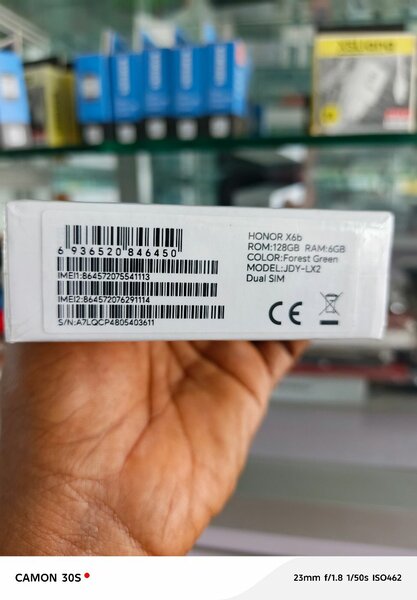 6 936520 846450
IMEI1:864572075541113
IMEI2:864572076291114
S/N:A7LQCP4805403611
HONOR X6b
ROM:128GB RAM:6GB
COLOR:Forest Green
MODEL:JDY-LX2
Dual SIM
CE
CAMON 30S
23mm f/1.8 1/50s ISO462